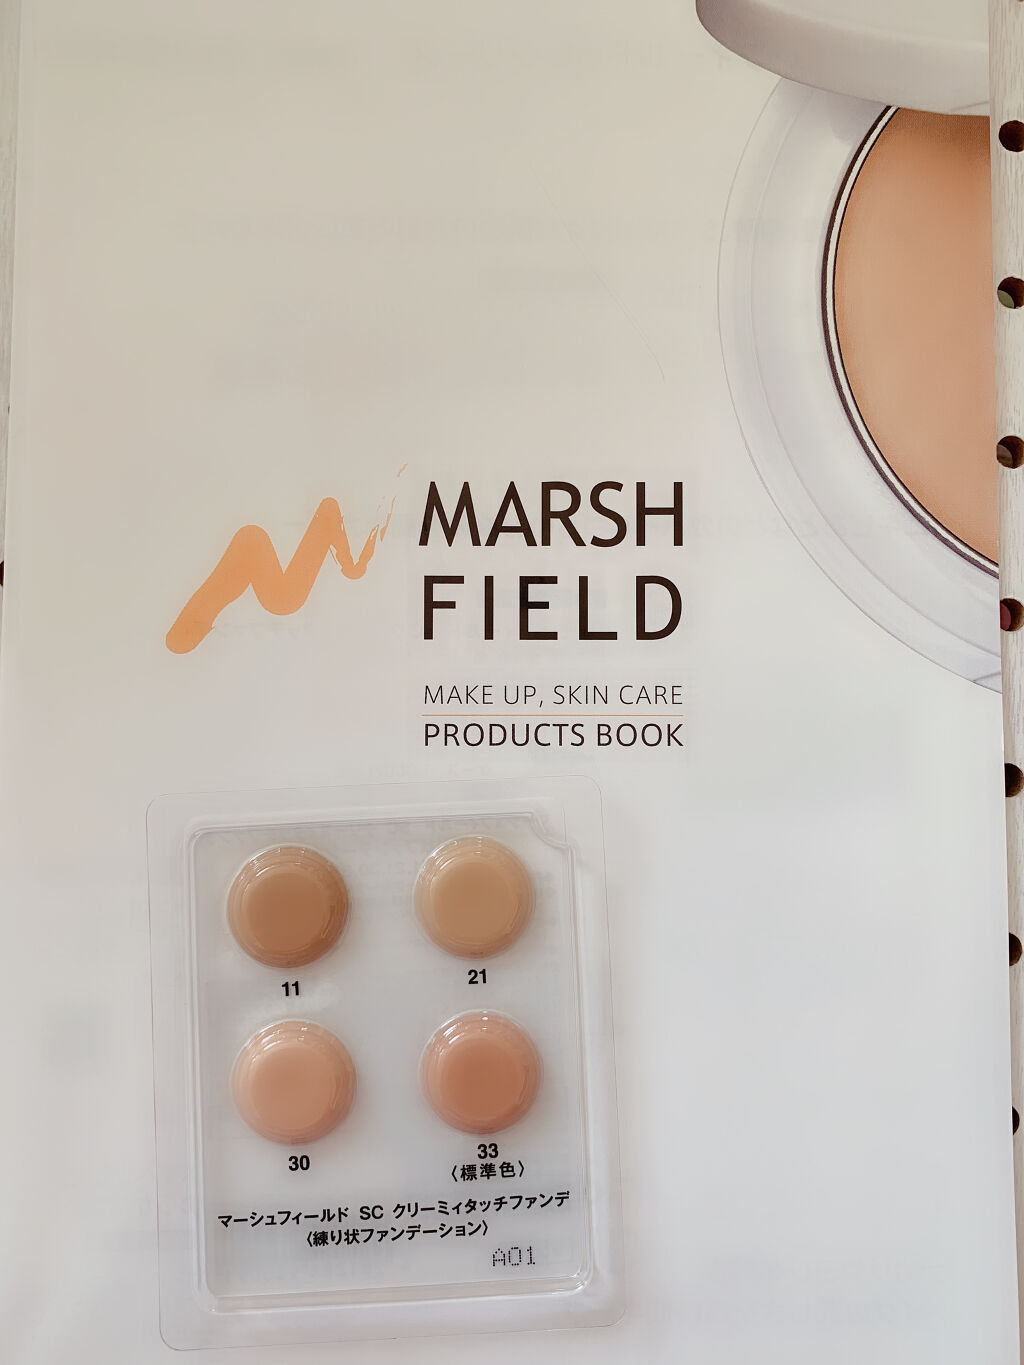 MARSH
FIELD
MAKE UP, SKIN CARE
PRODUCTS BOOK
11
21
30
33
〈標準色〉
マーシュフィールド SC クリーミィタッチファンデ
〈練り状ファンデーション〉
A01